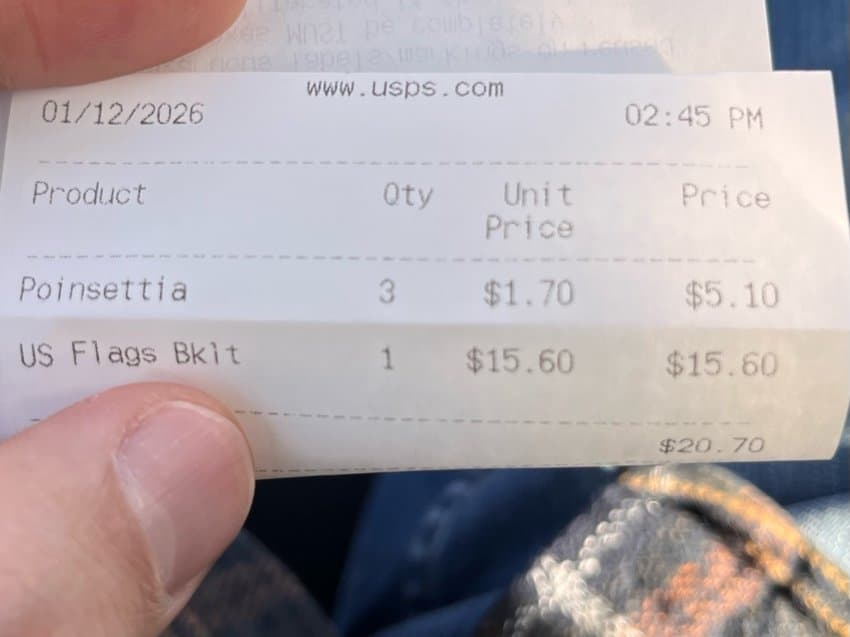 www.usps.com
01/12/2026 02:45 PM
Product Qty Unit Price
Price
Poinsettia 3 $1.70 $5.10
US Flags Bklt 1 $15.60 $15.60
$20.70